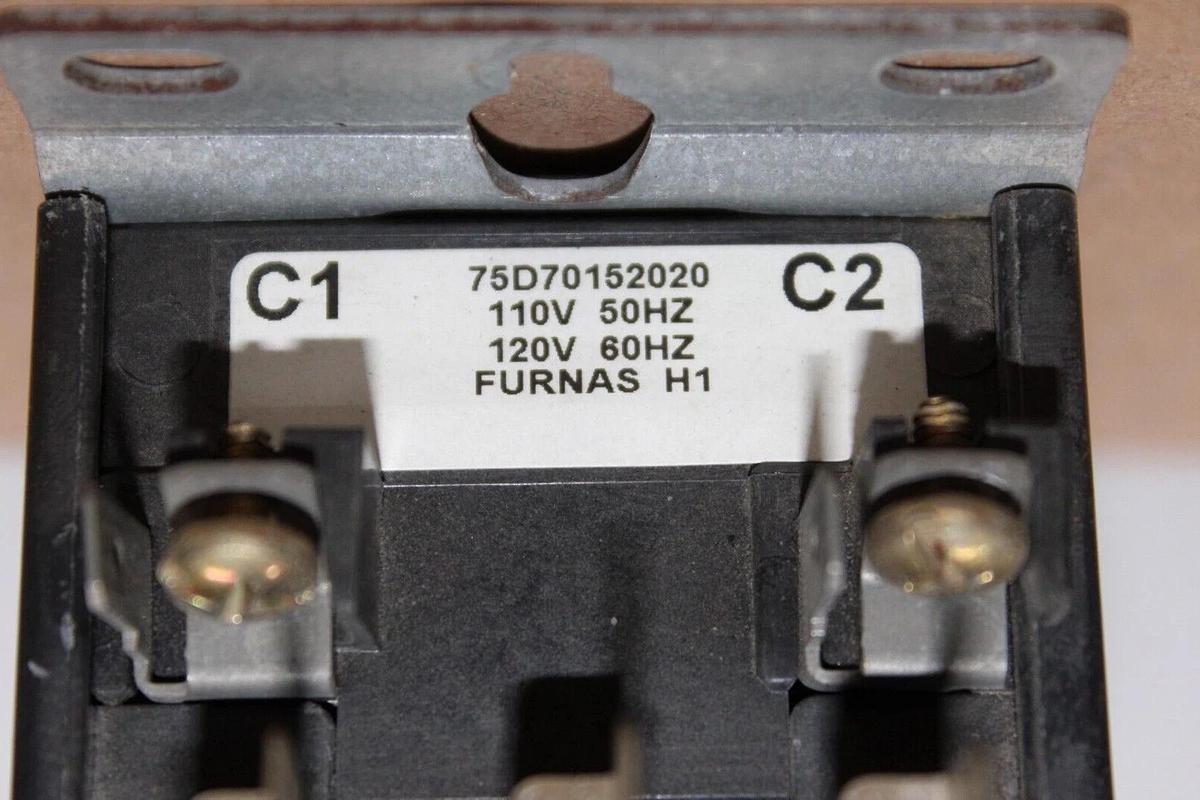 C1 75D70152020 C2
110V 50HZ
120V 60HZ
FURNAS H1